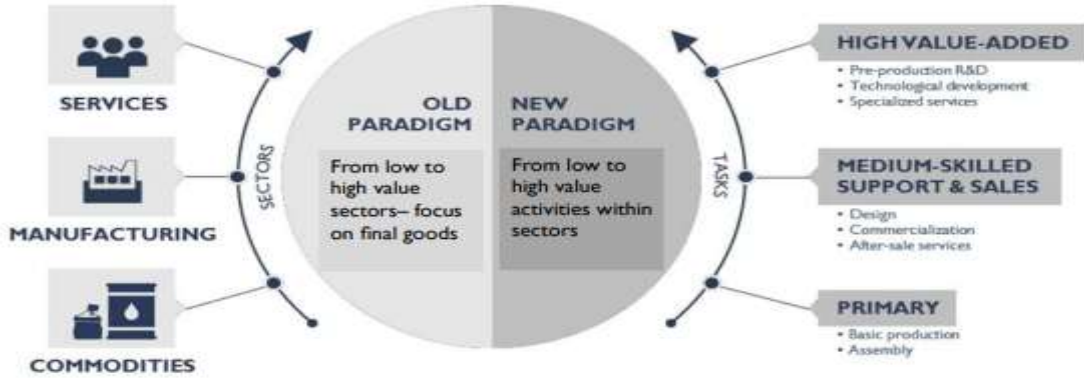 SERVICES
MANUFACTURING
COMMODITIES
SECTORS
OLD
PARADIGM
From low to
high value
sectors– focus
on final goods
NEW
PARADIGM
From low to
high value
activities within
sectors
TASKS
HIGH VALUE-ADDED
• Pre-production R&D
• Technological development
• Specialized services
MEDIUM-SKILLED
SUPPORT & SALES
• Design
• Commercialization
• After-sale services
PRIMARY
• Basic production
• Assembly